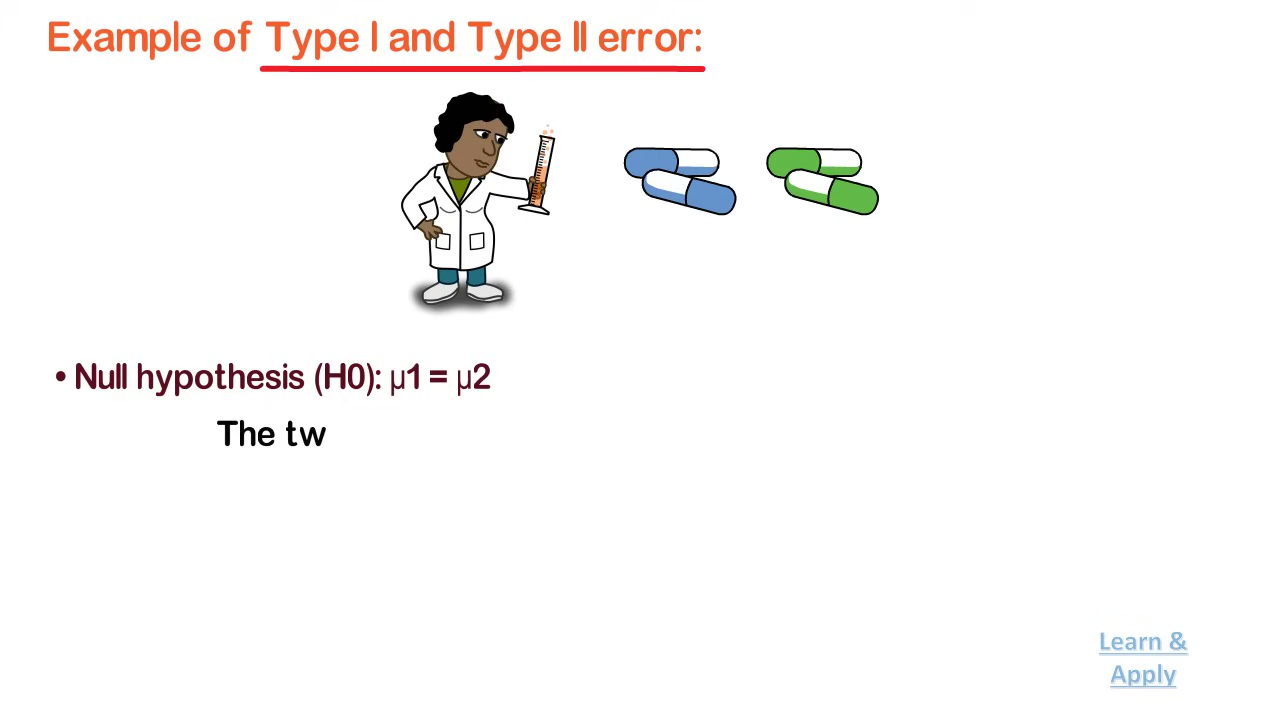 Example of Type I and Type II error:
• Null hypothesis (H0): µ1 = µ2
The tw
Learn &
Apply